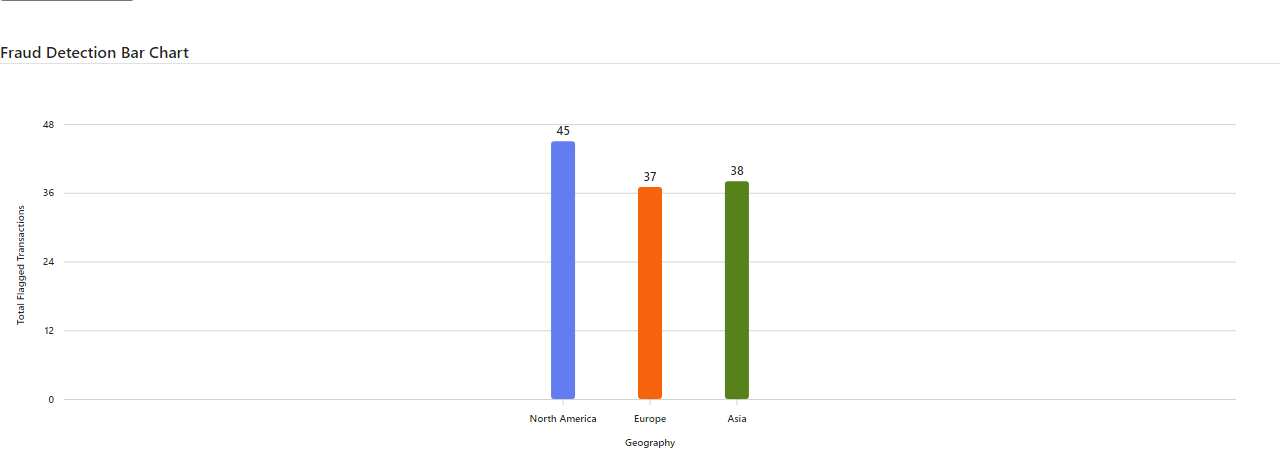 Fraud Detection Bar Chart
48
36
24
12
0
Total Flagged Transactions
45
37
38
North America
Europe
Asia
Geography